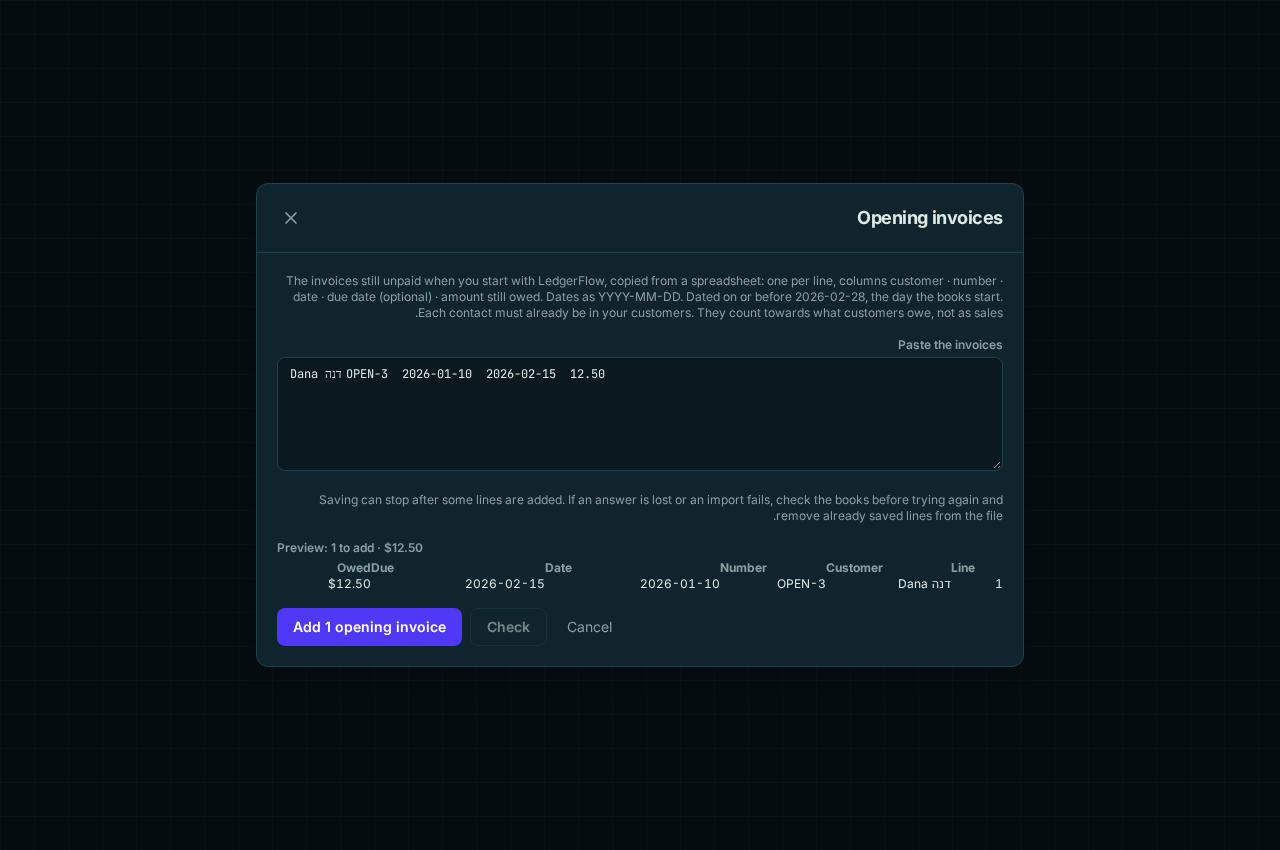 Opening invoices
The invoices still unpaid when you start with LedgerFlow, copied from a spreadsheet: one per line, columns customer · number ·
date · due date (optional) · amount still owed. Dates as YYYY-MM-DD. Dated on or before 2026-02-28, the day the books start.
Each contact must already be in your customers. They count towards what customers owe, not as sales.
Paste the invoices
Dana דנה OPEN-3 2026-01-10 2026-02-15 12.50
Saving can stop after some lines are added. If an answer is lost or an import fails, check the books before trying again and
remove already saved lines from the file.
Preview: 1 to add · $12.50
Line Customer Number Date Due Owed
1 Dana דנה OPEN-3 2026-01-10 2026-02-15 $12.50
Cancel Check Add 1 opening invoice